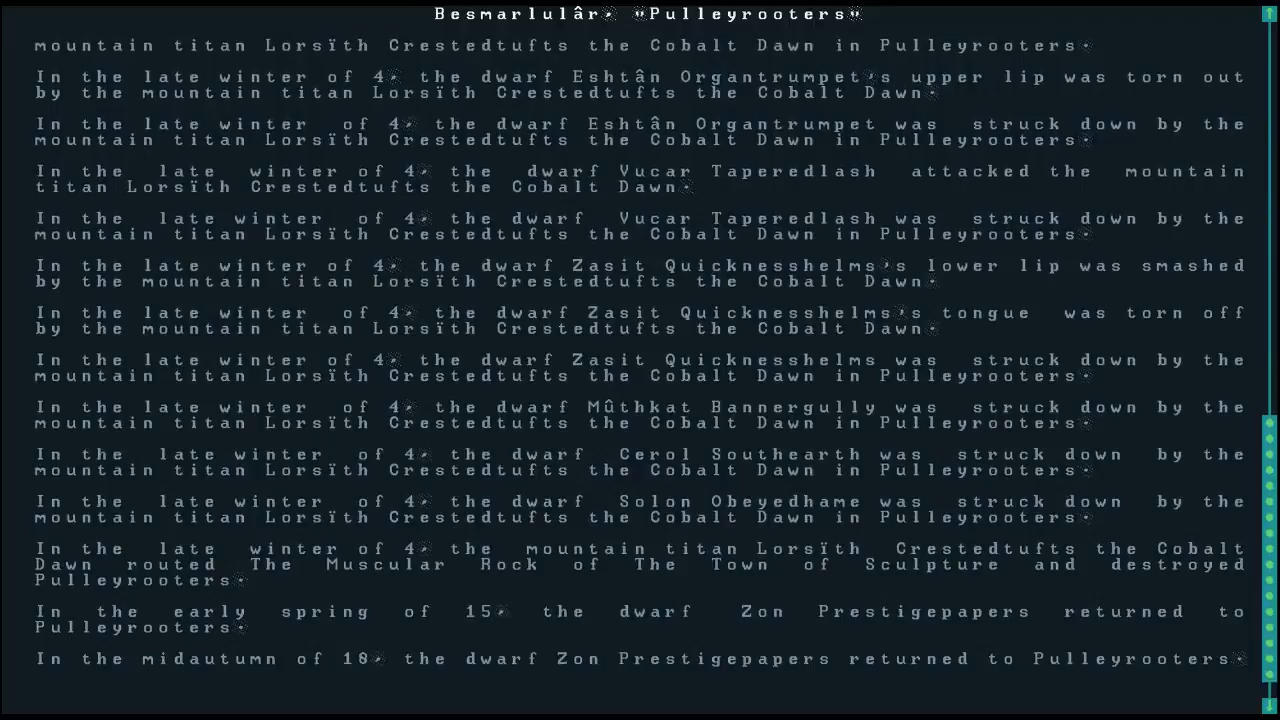 Besmarlulâr, "Pulleyrooters"
mountain titan Lorsïth Crestedtufts the Cobalt Dawn in Pulleyrooters.
In the late winter of 4, the dwarf Eshtân Organtrumpet's upper lip was torn out
by the mountain titan Lorsïth Crestedtufts the Cobalt Dawn.
In the late winter of 4, the dwarf Eshtân Organtrumpet was struck down by the
mountain titan Lorsïth Crestedtufts the Cobalt Dawn in Pulleyrooters.
In the late winter of 4, the dwarf Vucar Taperedlash attacked the mountain
titan Lorsïth Crestedtufts the Cobalt Dawn.
In the late winter of 4, the dwarf Vucar Taperedlash was struck down by the
mountain titan Lorsïth Crestedtufts the Cobalt Dawn in Pulleyrooters.
In the late winter of 4, the dwarf Zasit Quicknesshelms's lower lip was smashed
by the mountain titan Lorsïth Crestedtufts the Cobalt Dawn.
In the late winter of 4, the dwarf Zasit Quicknesshelms's tongue was torn off
by the mountain titan Lorsïth Crestedtufts the Cobalt Dawn.
In the late winter of 4, the dwarf Zasit Quicknesshelms was struck down by the
mountain titan Lorsïth Crestedtufts the Cobalt Dawn in Pulleyrooters.
In the late winter of 4, the dwarf Mûthkat Bannergully was struck down by the
mountain titan Lorsïth Crestedtufts the Cobalt Dawn in Pulleyrooters.
In the late winter of 4, the dwarf Cerol Southearth was struck down by the
mountain titan Lorsïth Crestedtufts the Cobalt Dawn in Pulleyrooters.
In the late winter of 4, the dwarf Solon Obeyedhame was struck down by the
mountain titan Lorsïth Crestedtufts the Cobalt Dawn in Pulleyrooters.
In the late winter of 4, the mountain titan Lorsïth Crestedtufts the Cobalt
Dawn routed The Muscular Rock of The Town of Sculpture and destroyed
Pulleyrooters.
In the early spring of 15, the dwarf Zon Prestigepapers returned to
Pulleyrooters.
In the midautumn of 18, the dwarf Zon Prestigepapers returned to Pulleyrooters.